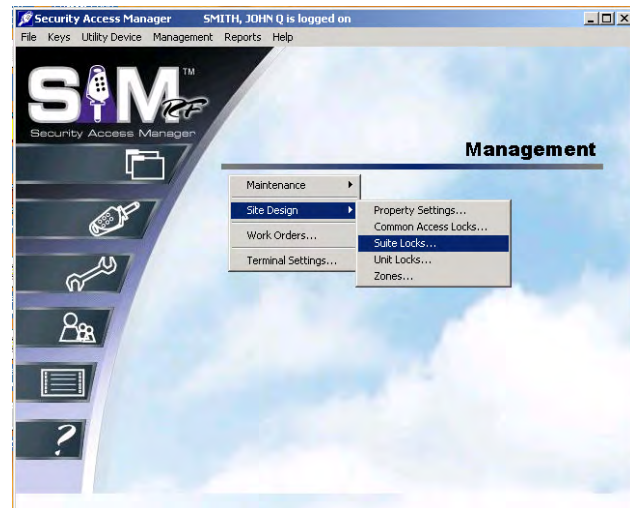 Security Access Manager SMITH, JOHN Q is logged on
File Keys Utility Device Management Reports Help
SAM TM
RF
Security Access Manager
Management
Maintenance
Site Design
Work Orders...
Terminal Settings...
Property Settings...
Common Access Locks...
Suite Locks...
Unit Locks...
Zones...
?